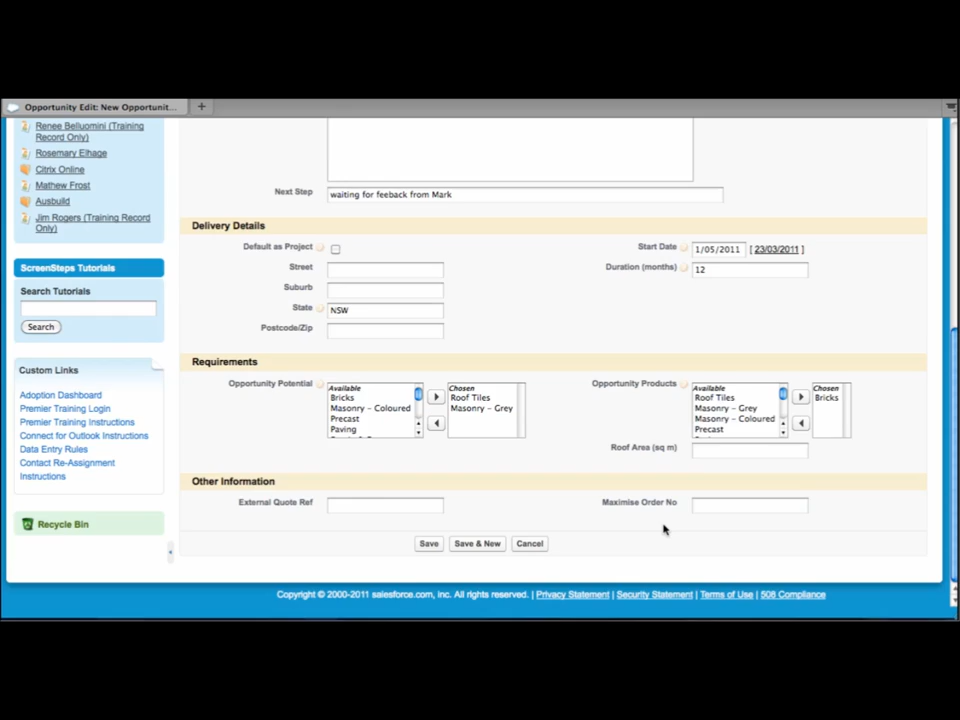 Opportunity Edit: New Opportunit...
+
Renee Belluomini (Training
Record Only)
Rosemary Elhage
Citrix Online
Mathew Frost
Ausbuild
Jim Rogers (Training Record
Only)
ScreenSteps Tutorials
Search Tutorials
Search
Custom Links
Adoption Dashboard
Premier Training Login
Premier Training Instructions
Connect for Outlook Instructions
Data Entry Rules
Contact Re-Assignment
Instructions
Recycle Bin
Next Step waiting for feeback from Mark
Delivery Details
Default as Project Start Date 1/05/2011 [ 23/03/2011 ]
Street Duration (months) 12
Suburb
State NSW
Postcode/Zip
Requirements
Opportunity Potential
Available
Bricks
Masonry - Coloured
Precast
Paving
Chosen
Roof Tiles
Masonry - Grey
Opportunity Products
Available
Roof Tiles
Masonry - Grey
Masonry - Coloured
Precast
Chosen
Bricks
Roof Area (sq m)
Other Information
External Quote Ref Maximise Order No
Save Save & New Cancel
Copyright © 2000-2011 salesforce.com, inc. All rights reserved. | Privacy Statement | Security Statement | Terms of Use | 508 Compliance